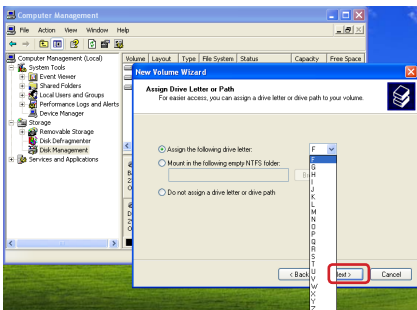 Computer Management
File Action View Window Help
Computer Management (Local)
System Tools
Event Viewer
Shared Folders
Local Users and Groups
Performance Logs and Alerts
Device Manager
Storage
Removable Storage
Disk Defragmenter
Disk Management
Services and Applications
Volume Layout Type File System Status Capacity Free Space
New Volume Wizard
Assign Drive Letter or Path
For easier access, you can assign a drive letter or drive path to your volume.
Assign the following drive letter: F
Mount in the following empty NTFS folder:
Do not assign a drive letter or drive path
F
G
H
I
J
K
L
M
N
O
P
Q
R
S
T
U
V
W
X
Y
Z
< Back
Next >
Cancel